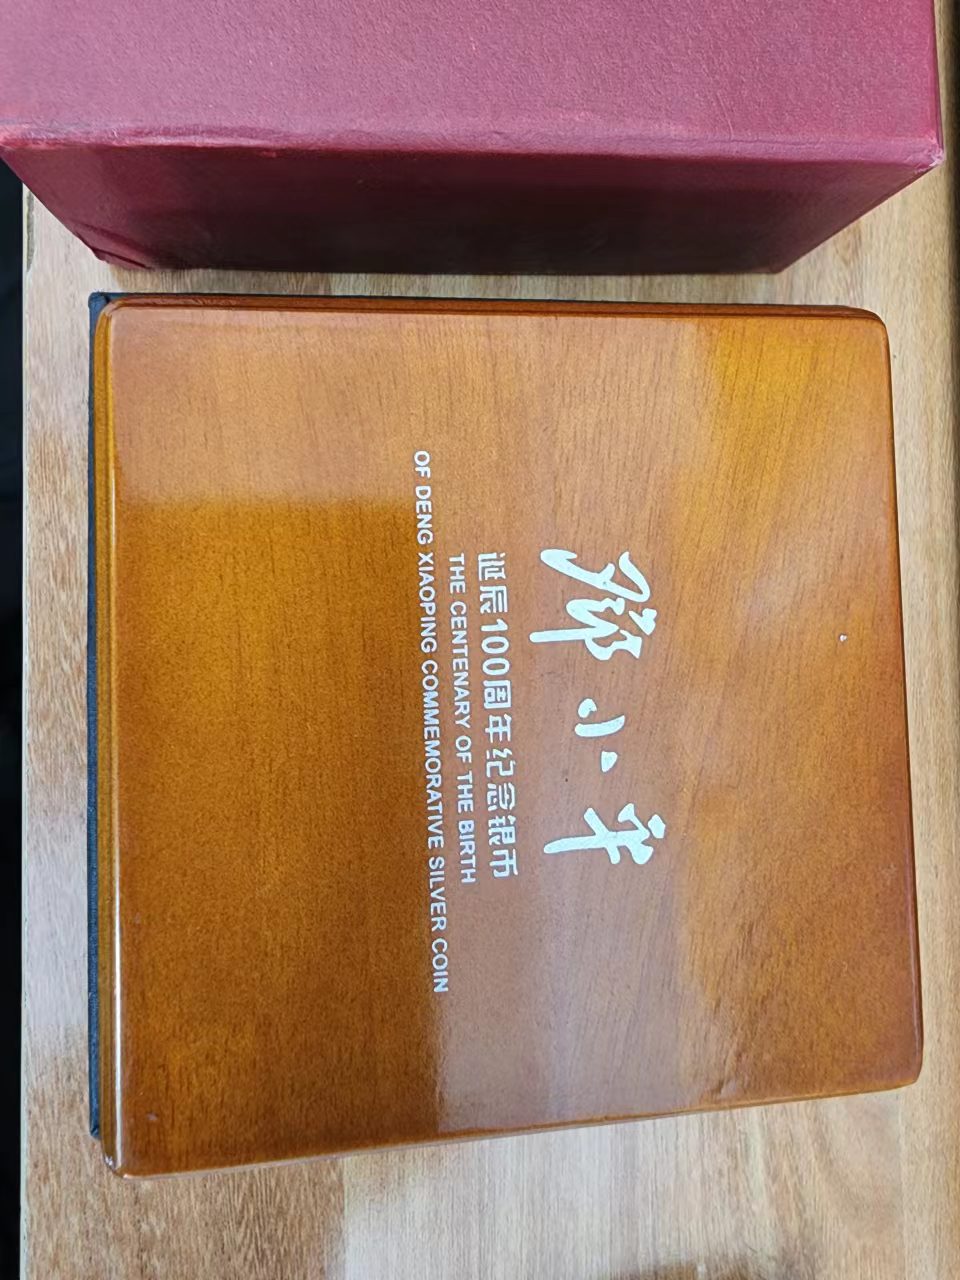 邓小平
诞辰100周年纪念银币
THE CENTENARY OF THE BIRTH
OF DENG XIAOPING COMMEMORATIVE SILVER COIN